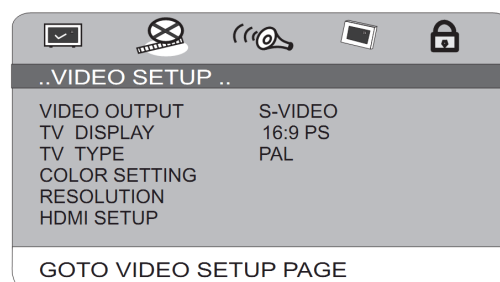 ..VIDEO SETUP ..
VIDEO OUTPUT S-VIDEO
TV DISPLAY 16:9 PS
TV TYPE PAL
COLOR SETTING
RESOLUTION
HDMI SETUP
GOTO VIDEO SETUP PAGE